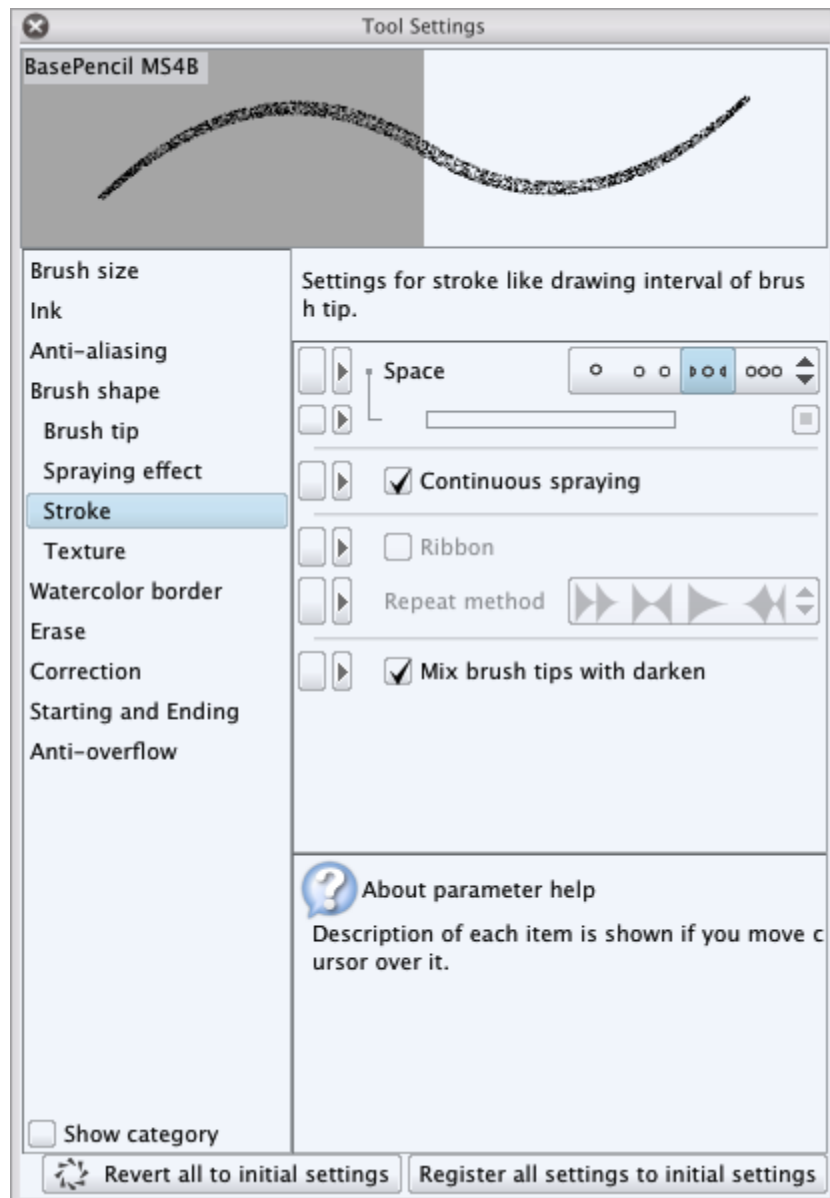 Tool Settings
BasePencil MS4B
Brush size
Ink
Anti-aliasing
Brush shape
Brush tip
Spraying effect
Stroke
Texture
Watercolor border
Erase
Correction
Starting and Ending
Anti-overflow
Show category
Settings for stroke like drawing interval of brus
h tip.
Space
Continuous spraying
Ribbon
Repeat method
Mix brush tips with darken
About parameter help
Description of each item is shown if you move c
ursor over it.
Revert all to initial settings
Register all settings to initial settings